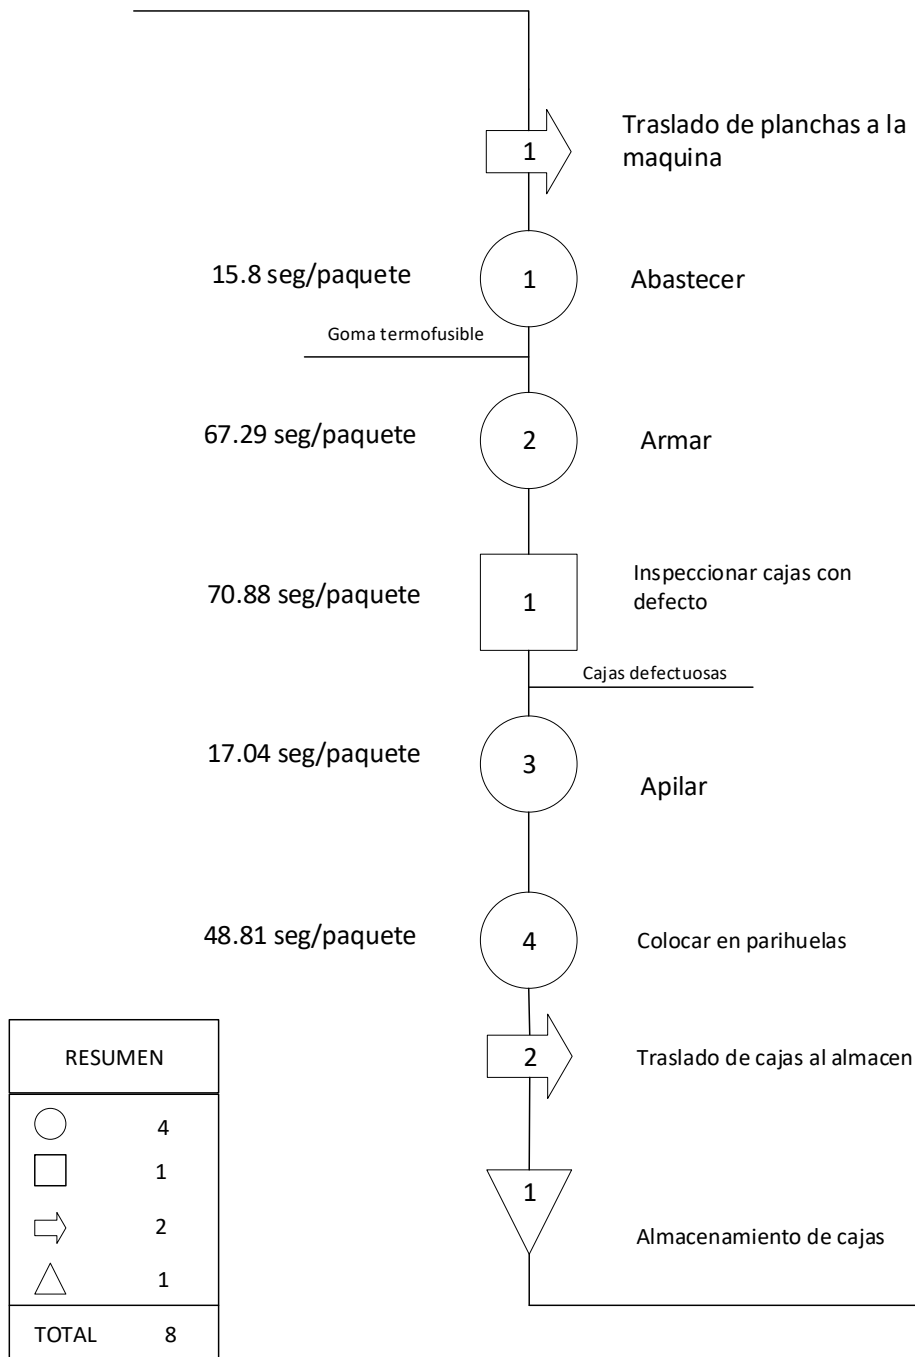 1
Traslado de planchas a la
maquina
15.8 seg/paquete
1
Abastecer
Goma termofusible
67.29 seg/paquete
2
Armar
70.88 seg/paquete
1
Inspeccionar cajas con
defecto
Cajas defectuosas
17.04 seg/paquete
3
Apilar
48.81 seg/paquete
4
Colocar en parihuelas
2
Traslado de cajas al almacen
1
Almacenamiento de cajas
RESUMEN
4
1
2
1
TOTAL 8